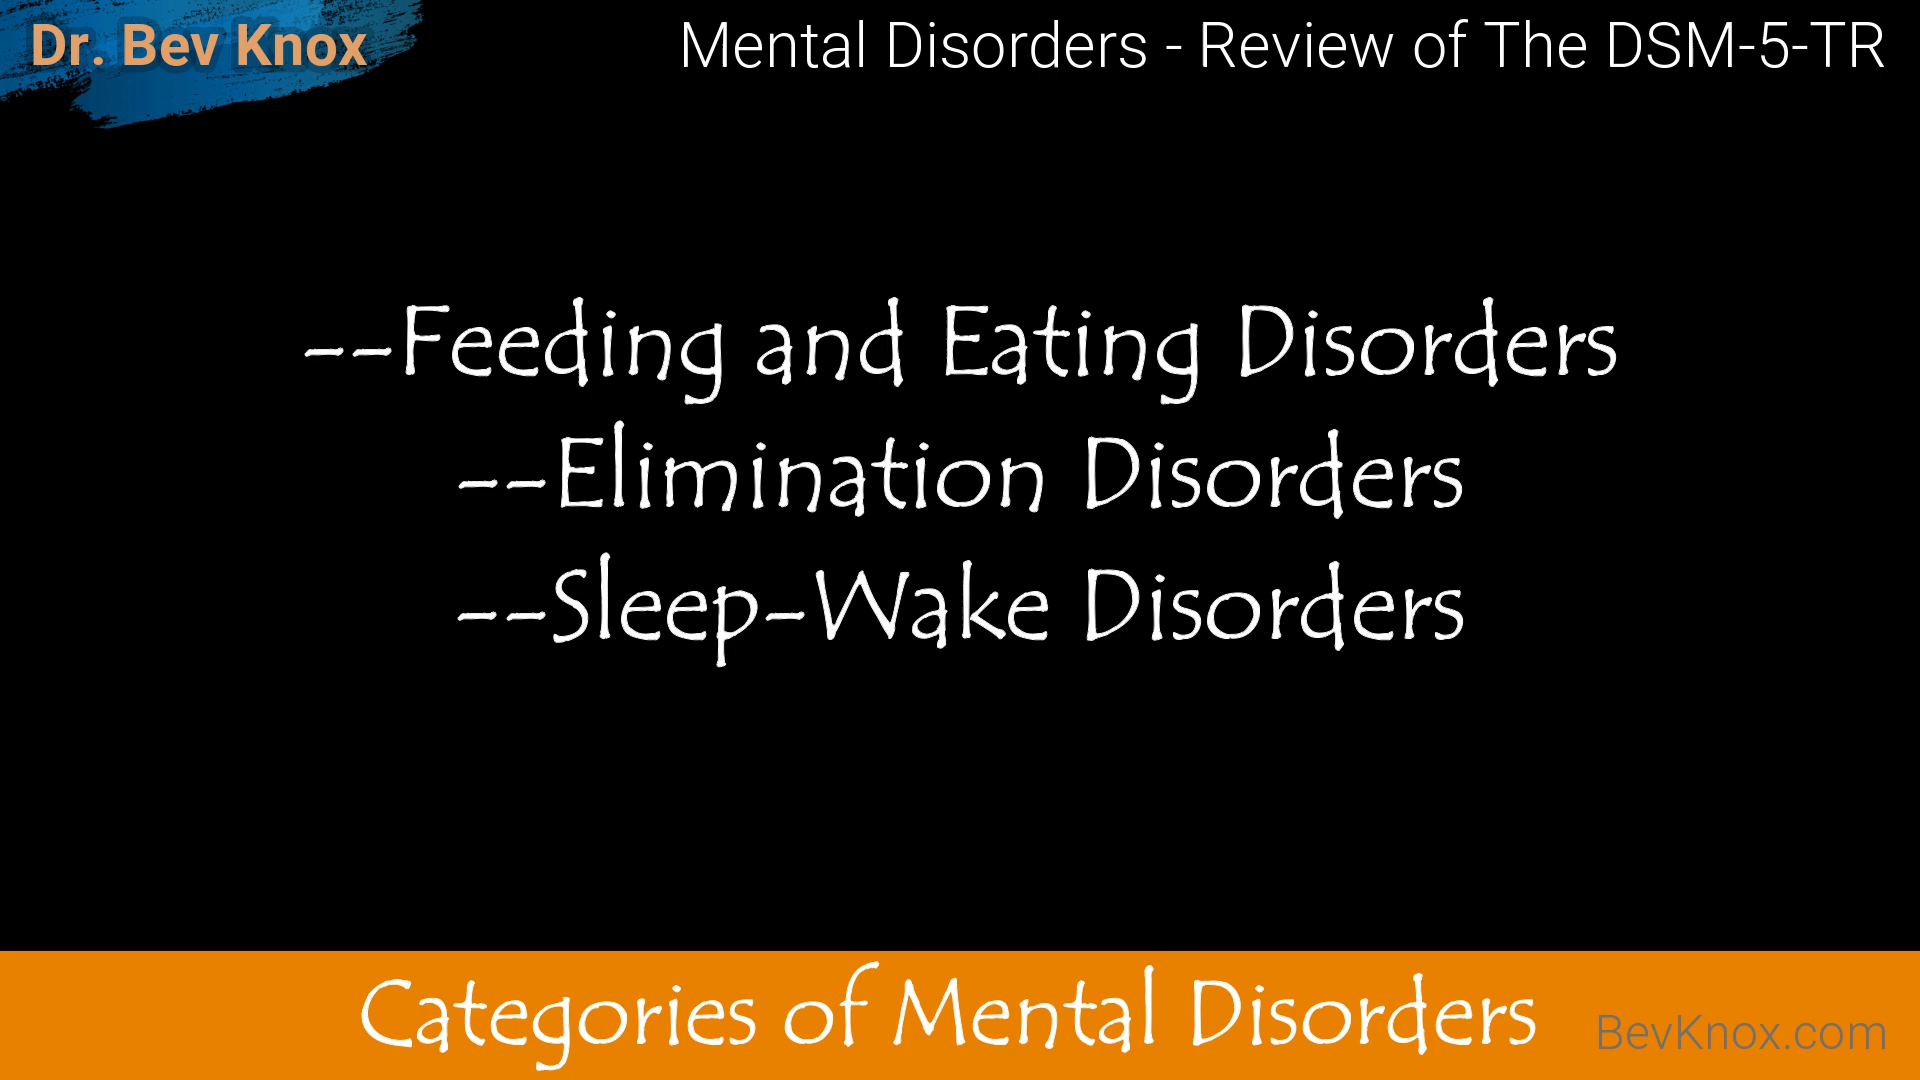 Dr. Bev Knox
Mental Disorders - Review of The DSM-5-TR
--Feeding and Eating Disorders
--Elimination Disorders
--Sleep-Wake Disorders
Categories of Mental Disorders
BevKnox.com